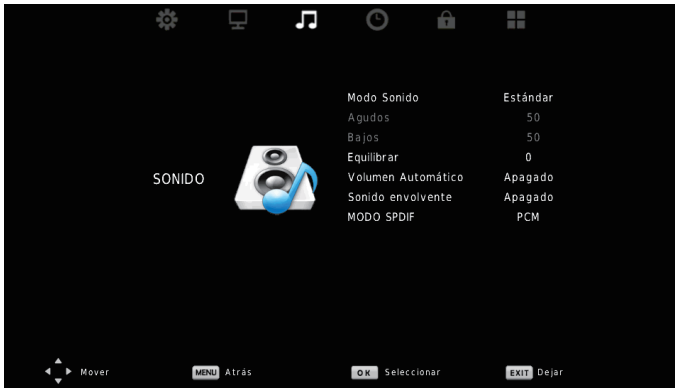 SONIDO
Modo Sonido Estándar
Agudos 50
Bajos 50
Equilibrar 0
Volumen Automático Apagado
Sonido envolvente Apagado
MODO SPDIF PCM
Mover MENU Atrás OK Seleccionar EXIT Dejar